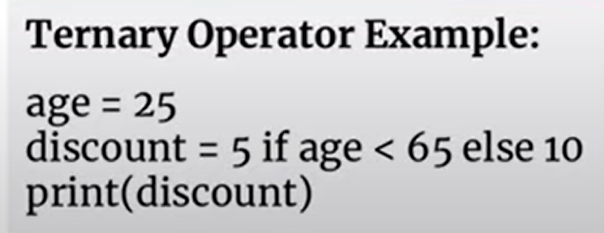 Ternary Operator Example:
age = 25
discount = 5 if age < 65 else 10
print(discount)